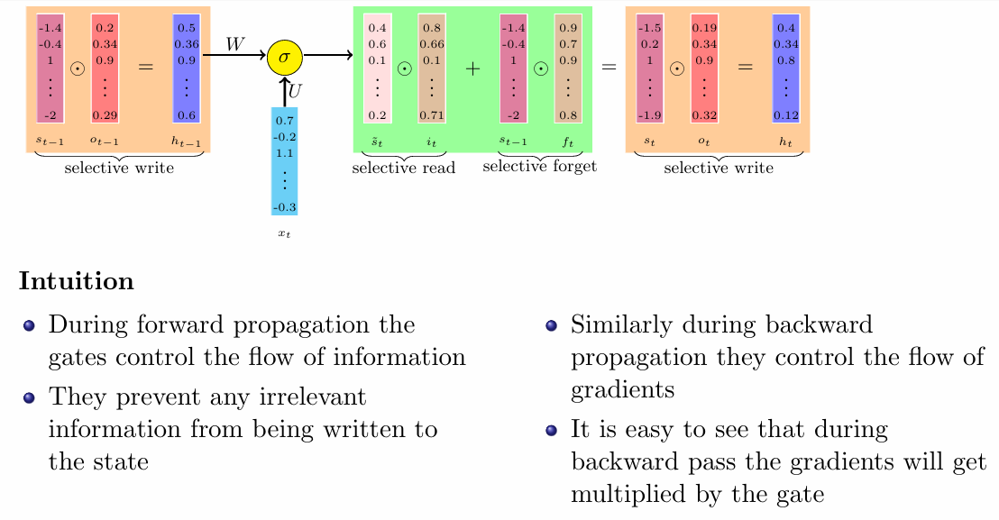 -1.4 0.2 0.5 0.4 0.8 -1.4 0.9 -1.5 0.19 0.4
-0.4 0.34 0.36 W 0.6 0.66 -0.4 0.7 0.2 0.34 0.34
1 ⊙ 0.9 = 0.9 σ 0.1 ⊙ 0.1 + 1 ⊙ 0.9 = 1 ⊙ 0.9 = 0.8
⋮ ⋮ ⋮ U ⋮ ⋮ ⋮ ⋮ ⋮ ⋮ ⋮
-2 0.29 0.6 0.2 0.71 -2 0.8 -1.9 0.32 0.12
s_{t−1} o_{t−1} h_{t−1} s̃_t i_t s_{t−1} f_t s_t o_t h_t
selective write selective read selective forget selective write
0.7
-0.2
1.1
⋮
-0.3
x_t
Intuition
During forward propagation the
gates control the flow of information
They prevent any irrelevant
information from being written to
the state
Similarly during backward
propagation they control the flow of
gradients
It is easy to see that during
backward pass the gradients will get
multiplied by the gate